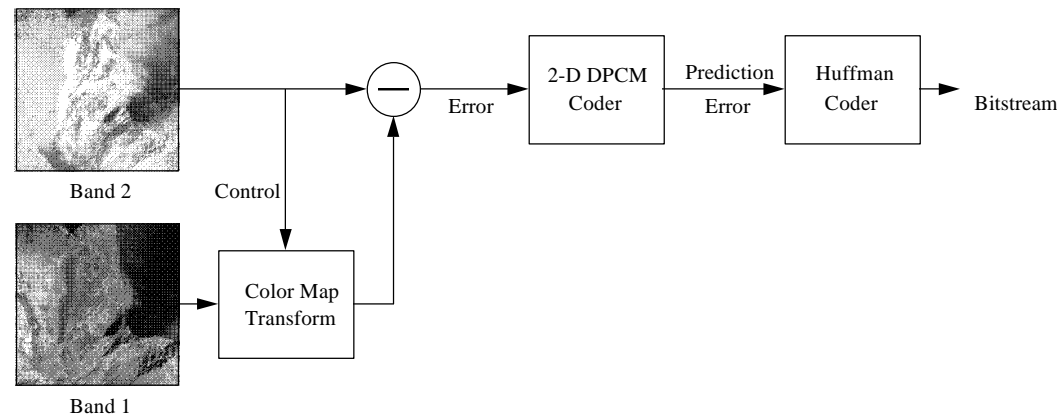 Band 2
Control
Band 1
Color Map
Transform
Error
2-D DPCM
Coder
Prediction
Error
Huffman
Coder
Bitstream